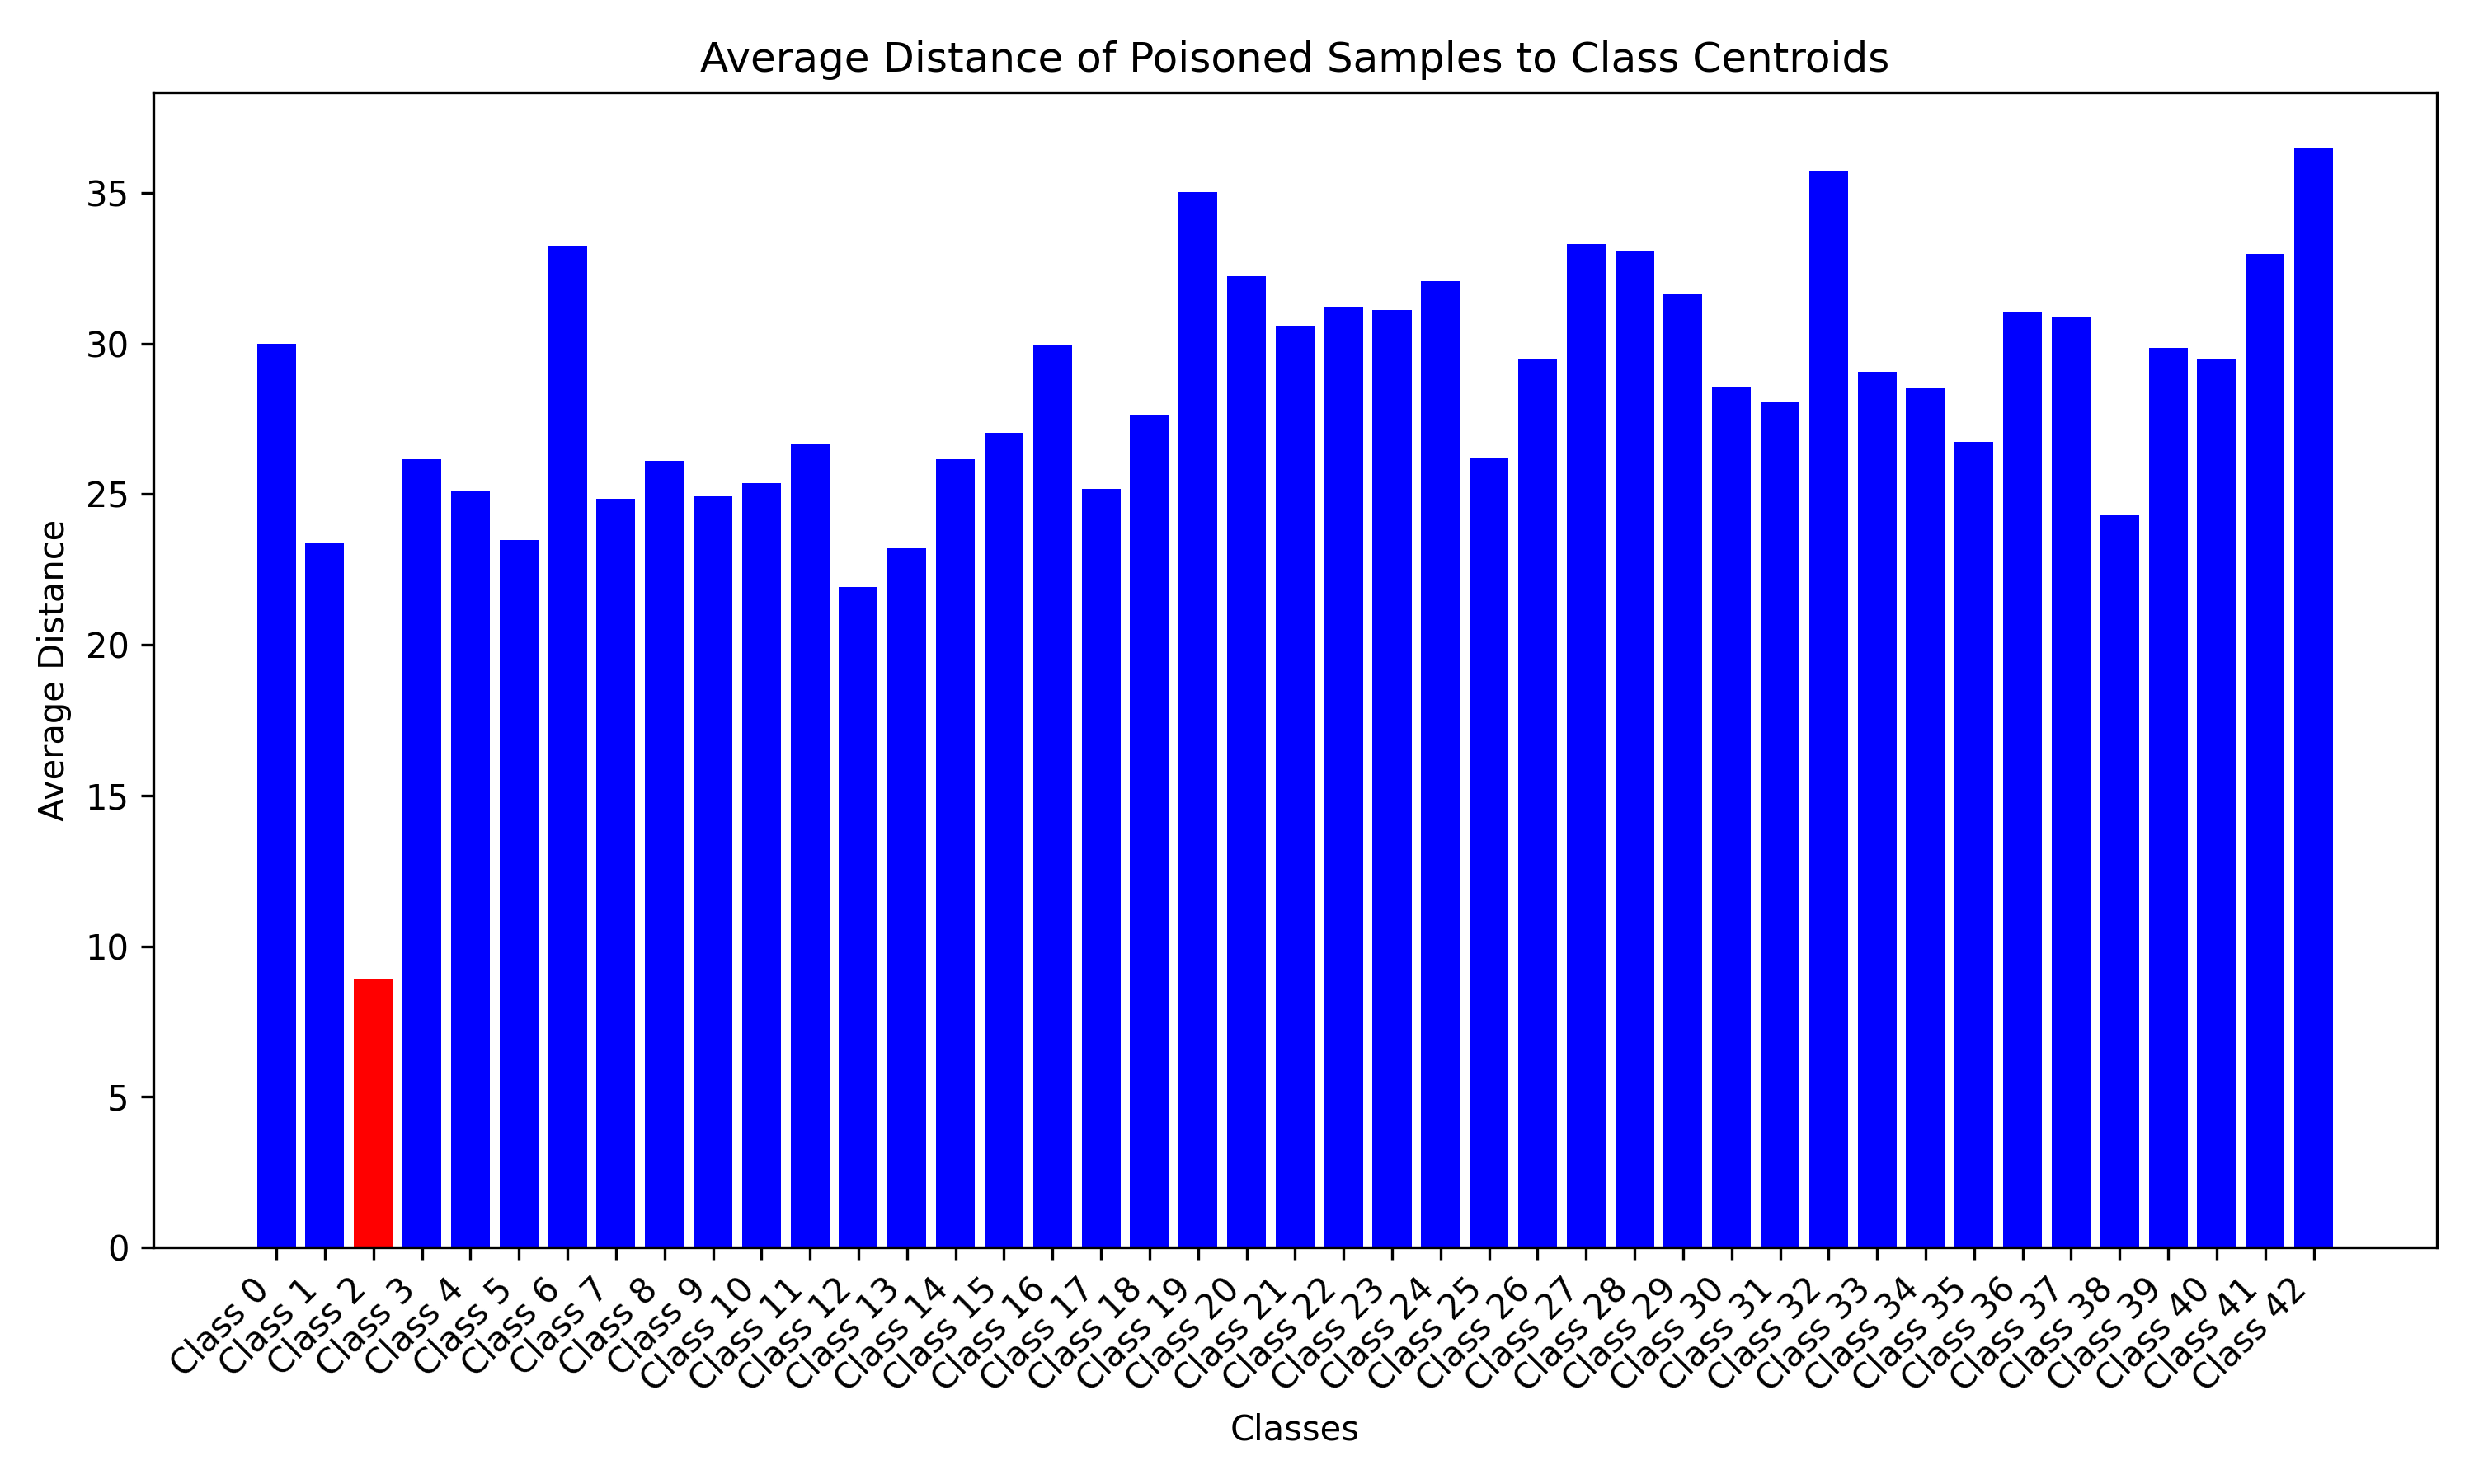 Average Distance of Poisoned Samples to Class Centroids
Average Distance
35
30
25
20
15
10
5
0
Class 0
Class 1
Class 2
Class 3
Class 4
Class 5
Class 6
Class 7
Class 8
Class 9
Class 10
Class 11
Class 12
Class 13
Class 14
Class 15
Class 16
Class 17
Class 18
Class 19
Class 20
Class 21
Class 22
Class 23
Class 24
Class 25
Class 26
Class 27
Class 28
Class 29
Class 30
Class 31
Class 32
Class 33
Class 34
Class 35
Class 36
Class 37
Class 38
Class 39
Class 40
Class 41
Class 42
Classes